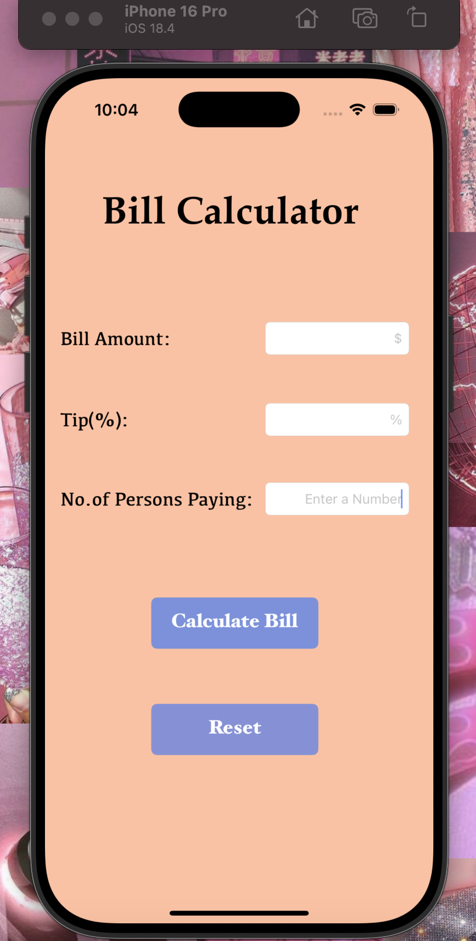 iPhone 16 Pro
iOS 18.4
10:04
Bill Calculator
Bill Amount:
$
Tip(%):
%
No.of Persons Paying:
Enter a Number
Calculate Bill
Reset